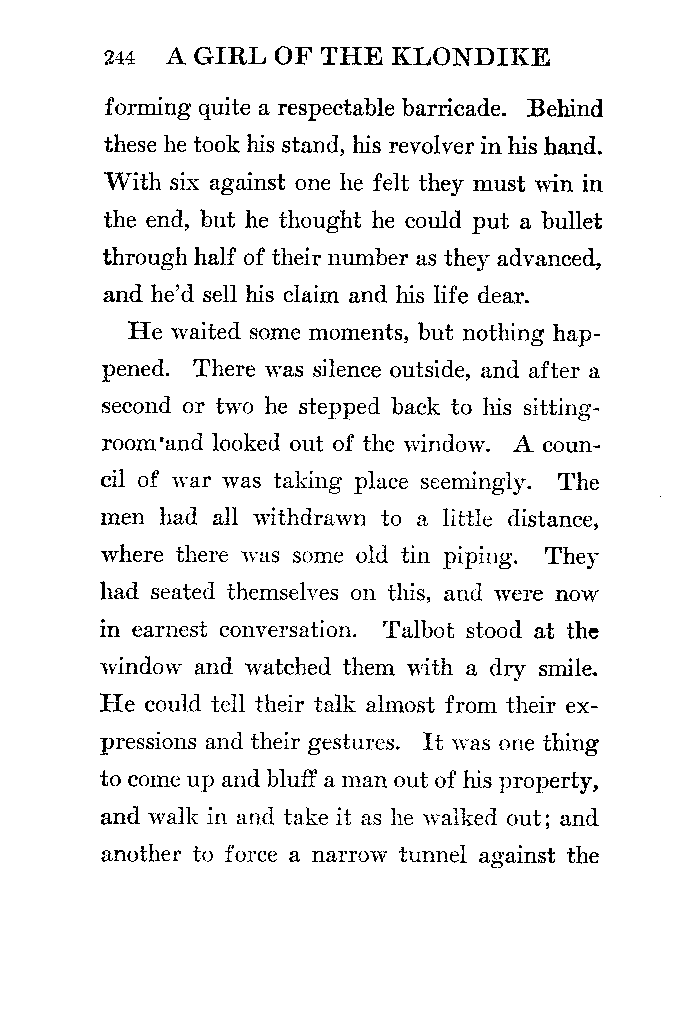 244 A GIRL OF THE KLONDIKE
forming quite a respectable barricade. Behind
these he took his stand, his revolver in his hand.
With six against one he felt they must win in
the end, but he thought he could put a bullet
through half of their number as they advanced,
and he'd sell his claim and his life dear.
He waited some moments, but nothing hap-
pened. There was silence outside, and after a
second or two he stepped back to his sitting-
room'and looked out of the window. A coun-
cil of war was taking place seemingly. The
men had all withdrawn to a little distance,
where there was some old tin piping. They
had seated themselves on this, and were now
in earnest conversation. Talbot stood at the
window and watched them with a dry smile.
He could tell their talk almost from their ex-
pressions and their gestures. It was one thing
to come up and bluff a man out of his property,
and walk in and take it as he walked out; and
another to force a narrow tunnel against the